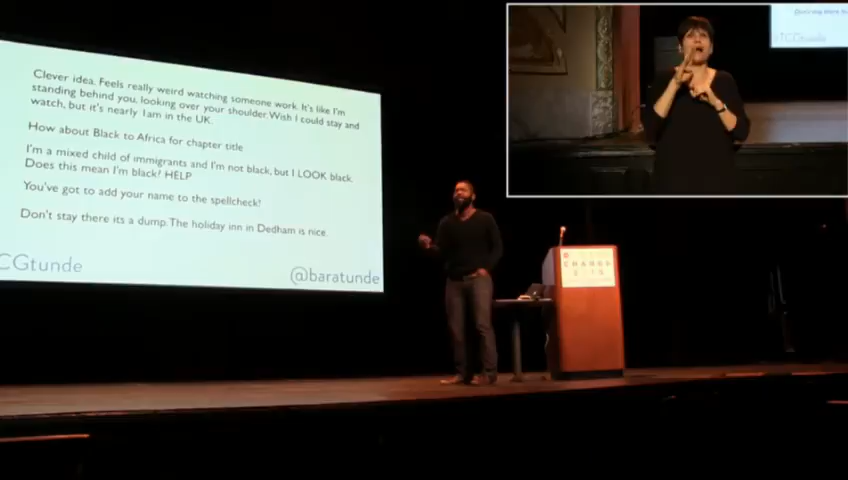 Clever idea. Feels really weird watching someone work. It's like I'm
standing behind you, looking over your shoulder. Wish I could stay and
watch, but it's nearly 1am in the UK.
How about Black to Africa for chapter title
I'm a mixed child of immigrants and I'm not black, but I LOOK black.
Does this mean I'm black? HELP
You've got to add your name to the spellcheck!
Don't stay there its a dump. The holiday inn in Dedham is nice.
CGtunde
@baratunde
TCGtunde
CHARGE